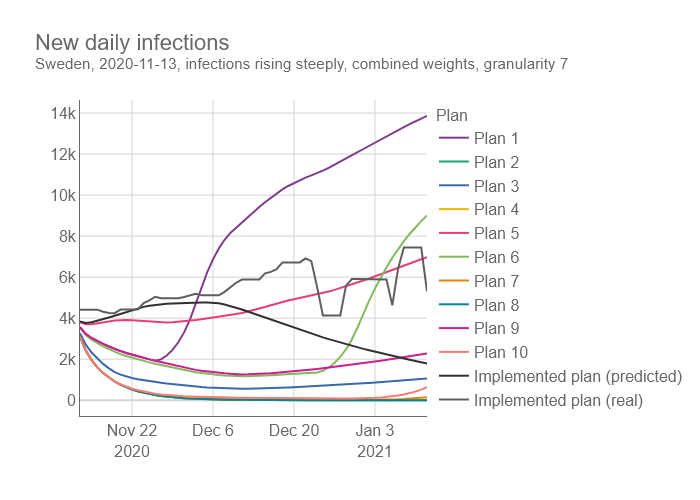 New daily infections
Sweden, 2020-11-13, infections rising steeply, combined weights, granularity 7
14k
12k
10k
8k
6k
4k
2k
0
Nov 22
2020
Dec 6
Dec 20
Jan 3
2021
Plan
Plan 1
Plan 2
Plan 3
Plan 4
Plan 5
Plan 6
Plan 7
Plan 8
Plan 9
Plan 10
Implemented plan (predicted)
Implemented plan (real)